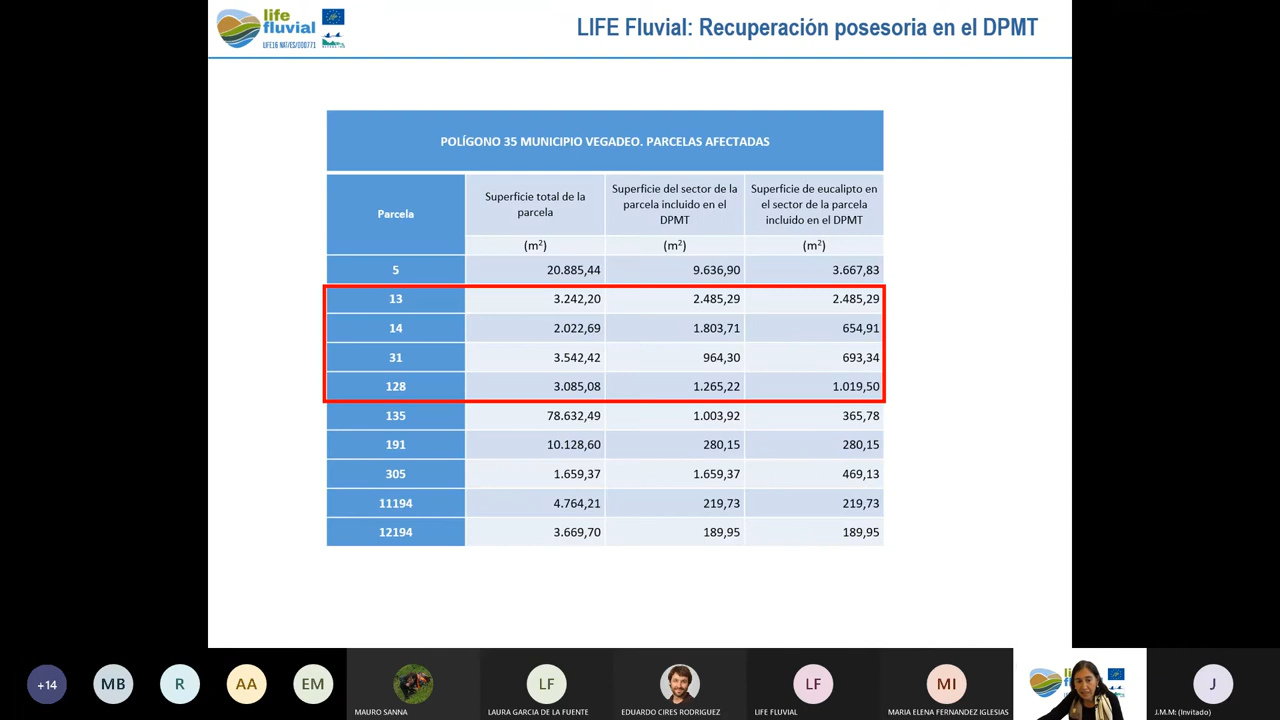 life
fluvial
LIFE16 NAT/ES/000771
LIFE Fluvial: Recuperación posesoria en el DPMT
POLÍGONO 35 MUNICIPIO VEGADEO. PARCELAS AFECTADAS
Parcela
Superficie total de la
parcela
Superficie del sector de la
parcela incluido en el
DPMT
Superficie de eucalipto en
el sector de la parcela
incluido en el DPMT
(m²) (m²) (m²)
5 20.885,44 9.636,90 3.667,83
13 3.242,20 2.485,29 2.485,29
14 2.022,69 1.803,71 654,91
31 3.542,42 964,30 693,34
128 3.085,08 1.265,22 1.019,50
135 78.632,49 1.003,92 365,78
191 10.128,60 280,15 280,15
305 1.659,37 1.659,37 469,13
11194 4.764,21 219,73 219,73
12194 3.669,70 189,95 189,95
+14 MB R AA EM LF LF MI J
MAURO SANNA LAURA GARCIA DE LA FUENTE EDUARDO CIRES RODRIGUEZ LIFE FLUVIAL MARIA ELENA FERNANDEZ IGLESIAS J.M.M: (Invitado)